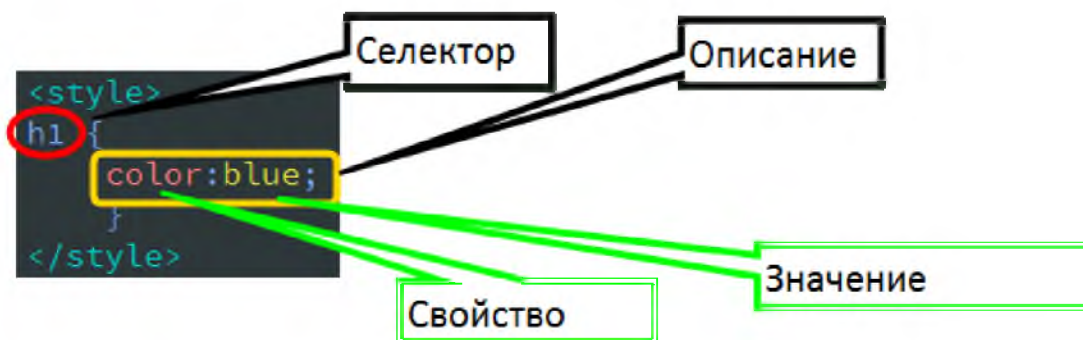 Селектор
Описание
<style>
h1 {
color:blue;
}
</style>
Значение
Свойство